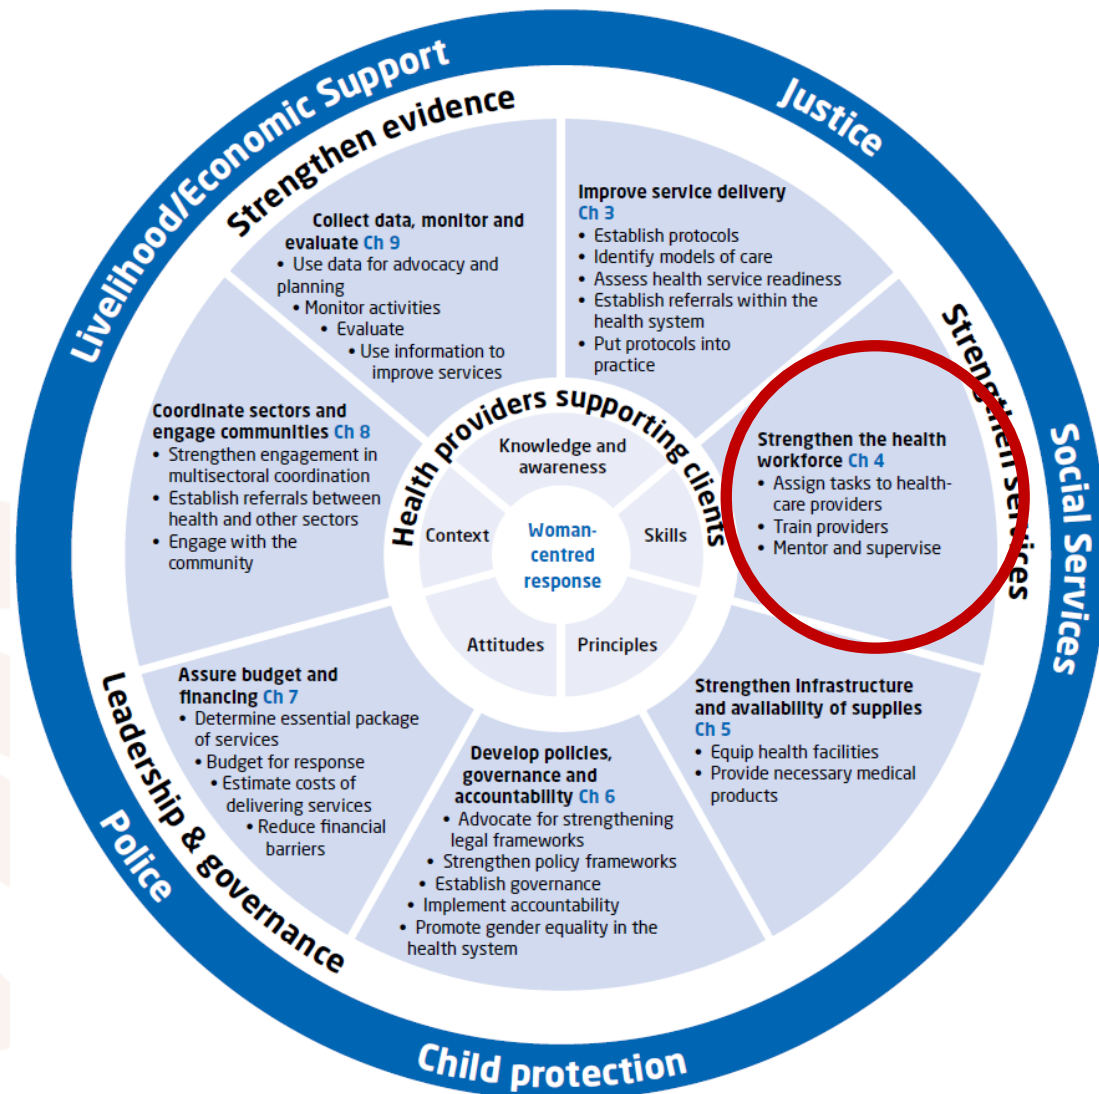 Livelihood/Economic Support
Justice
Social Services
Child protection
Police
Strengthen evidence
Strengthen services
Leadership & governance
Collect data, monitor and
evaluate Ch 9
• Use data for advocacy and
planning
• Monitor activities
• Evaluate
• Use information to
improve services
Improve service delivery
Ch 3
• Establish protocols
• Identify models of care
• Assess health service readiness
• Establish referrals within the
health system
• Put protocols into
practice
Strengthen the health
workforce Ch 4
• Assign tasks to health-
care providers
• Train providers
• Mentor and supervise
Strengthen infrastructure
and availability of supplies
Ch 5
• Equip health facilities
• Provide necessary medical
products
Develop policies,
governance and
accountability Ch 6
• Advocate for strengthening
legal frameworks
• Strengthen policy frameworks
• Establish governance
• Implement accountability
• Promote gender equality in the
health system
Assure budget and
financing Ch 7
• Determine essential package
of services
• Budget for response
• Estimate costs of
delivering services
• Reduce financial
barriers
Coordinate sectors and
engage communities Ch 8
• Strengthen engagement in
multisectoral coordination
• Establish referrals between
health and other sectors
• Engage with the
community
Health providers supporting clients
Knowledge and
awareness
Skills
Principles
Attitudes
Context
Woman-
centred
response